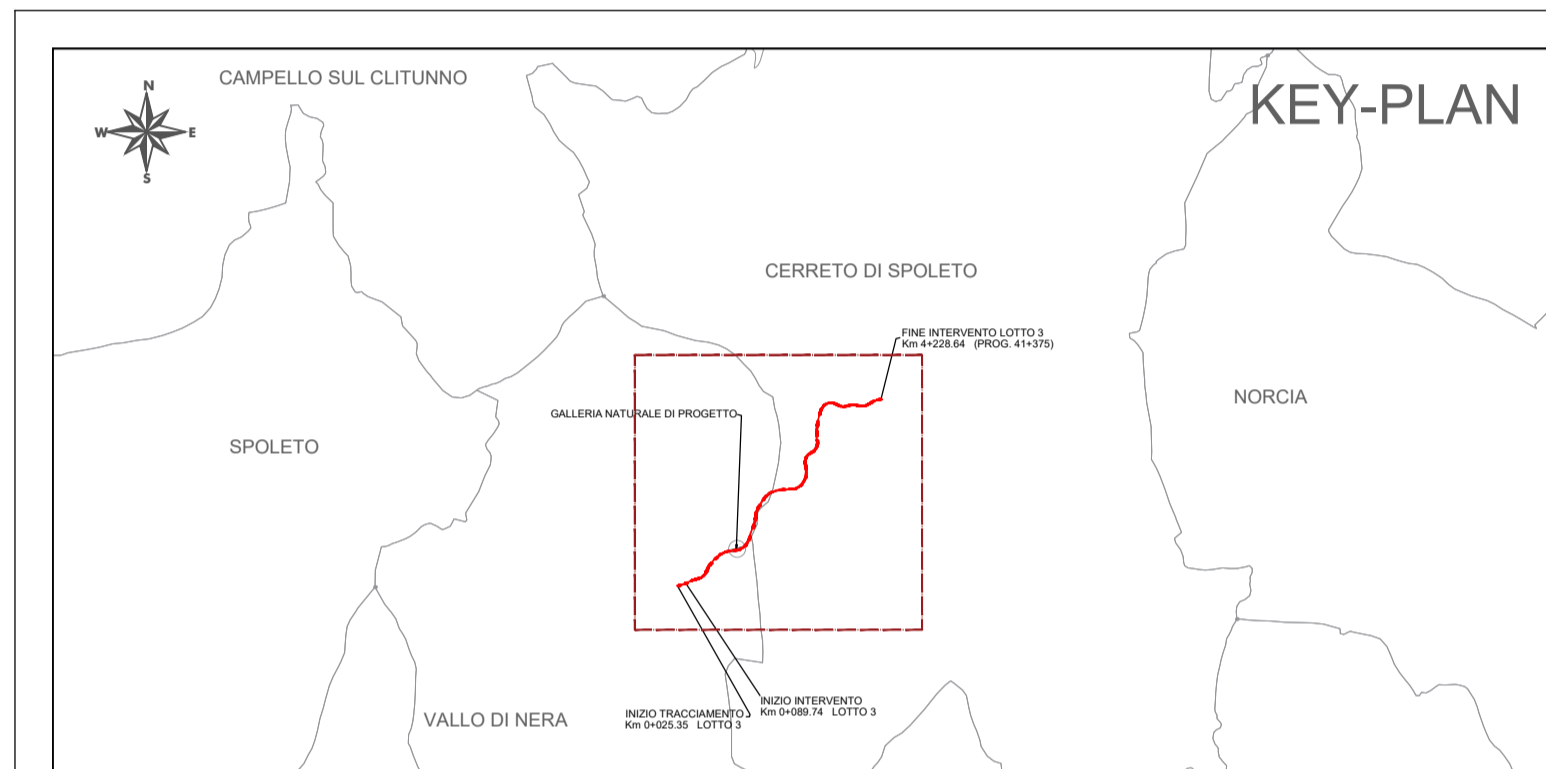 CAMPELLO SUL CLITUNNO
KEY-PLAN
N
W E
S
CERRETO DI SPOLETO
FINE INTERVENTO LOTTO 3
Km 4+228.64 (PROG. 41+375)
NORCIA
GALLERIA NATURALE DI PROGETTO
SPOLETO
INIZIO INTERVENTO
Km 0+089.74 LOTTO 3
INIZIO TRACCIAMENTO
Km 0+025.35 LOTTO 3
VALLO DI NERA